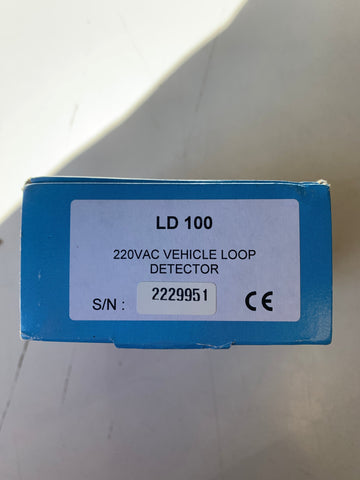 LD 100
220VAC VEHICLE LOOP
DETECTOR
S/N : 2229951 CE